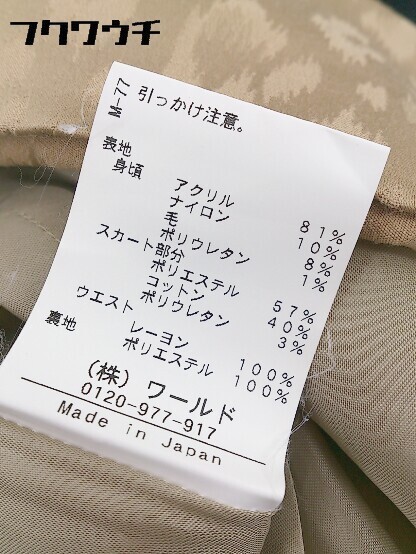 フクワウチ
M-77 引っかけ注意。
表地
身頃
アクリル 81%
ナイロン 10%
毛 8%
ポリウレタン 1%
スカート部分
ポリエステル 57%
コットン 40%
ポリウレタン 3%
ウエスト
レーヨン 100%
裏地 ポリエステル 100%
(株) ワールド
0120-977-917
Made in Japan